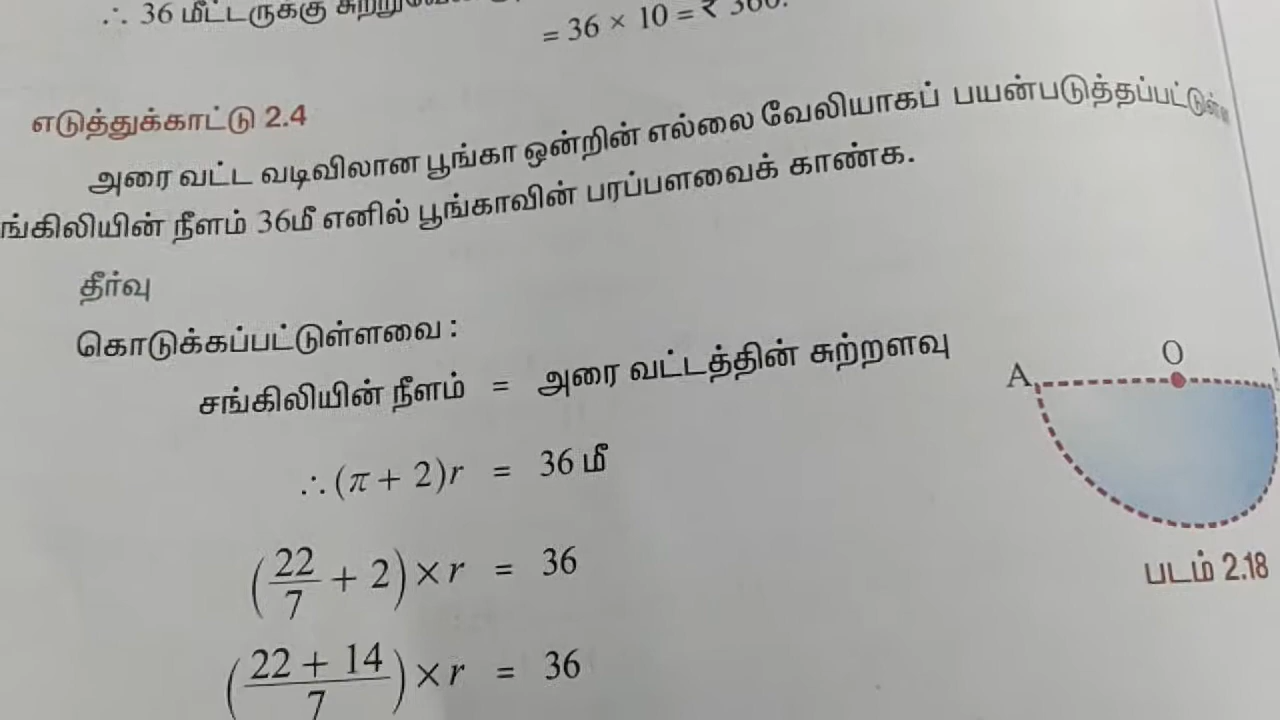 ∴ 36 மீட்டருக்கு
= 36 × 10 = ₹ 360.
எடுத்துக்காட்டு 2.4
அரை வட்ட வடிவிலான பூங்கா ஒன்றின் எல்லை வேலியாகப் பயன்படுத்தப்பட்டுள்ள
ங்கிலியின் நீளம் 36மீ எனில் பூங்காவின் பரப்பளவைக் காண்க.
தீர்வு
கொடுக்கப்பட்டுள்ளவை :
சங்கிலியின் நீளம் = அரை வட்டத்தின் சுற்றளவு
∴ (π + 2)r = 36 மீ
(22/7 + 2) × r = 36
(22 + 14/7) × r = 36
A O
படம் 2.18